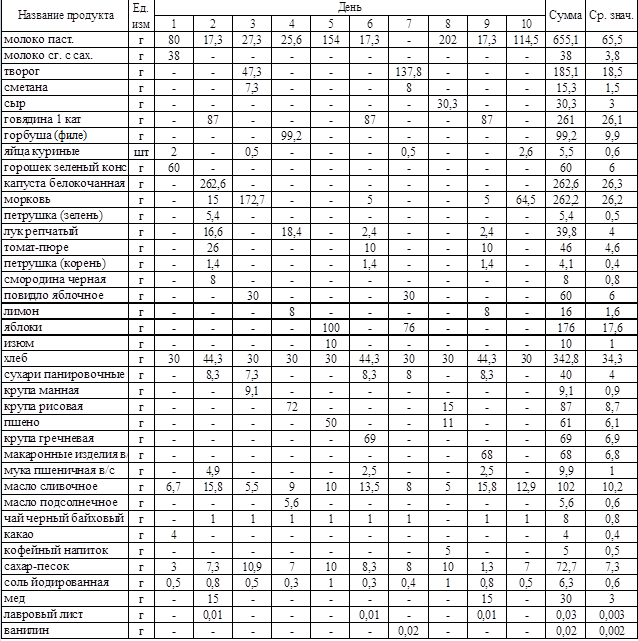 Название продукта Ед. изм День Сумма Ср. знач.
1 2 3 4 5 6 7 8 9 10
молоко паст. г 80 17,3 27,3 25,6 154 17,3 - 202 17,3 114,5 655,1 65,5
молоко сг. с сах. г 38 - - - - - - - - - 38 3,8
творог г - - 47,3 - - - 137,8 - - - 185,1 18,5
сметана г - - 7,3 - - - 8 - - - 15,3 1,5
сыр г - - - - - - - 30,3 - - 30,3 3
говядина 1 кат г - 87 - - - 87 - - 87 - 261 26,1
горбуша (филе) г - - - 99,2 - - - - - - 99,2 9,9
яйца куриные шт 2 - 0,5 - - - 0,5 - - 2,6 5,5 0,6
горошек зеленый конс г 60 - - - - - - - - - 60 6
капуста белокочанная г - 262,6 - - - - - - - - 262,6 26,3
морковь г - 15 172,7 - - 5 - - 5 64,5 262,2 26,2
петрушка (зелень) г - 5,4 - - - - - - - - 5,4 0,5
лук репчатый г - 16,6 - 18,4 - 2,4 - - 2,4 - 39,8 4
томат-пюре г - 26 - - - 10 - - 10 - 46 4,6
петрушка (корень) г - 1,4 - - - 1,4 - - 1,4 - 4,1 0,4
смородина черная г - 8 - - - - - - - - 8 0,8
повидло яблочное г - - 30 - - - 30 - - - 60 6
лимон г - - - 8 - - - - 8 - 16 1,6
яблоки г - - - - 100 - 76 - - - 176 17,6
изюм г - - - - 10 - - - - - 10 1
хлеб г 30 44,3 30 30 30 44,3 30 30 44,3 30 342,8 34,3
сухари панировочные г - 8,3 7,3 - - 8,3 8 - 8,3 - 40 4
крупа манная г - - 9,1 - - - - - - - 9,1 0,9
крупа рисовая г - - - 72 - - - 15 - - 87 8,7
пшено г - - - - 50 - - 11 - - 61 6,1
крупа гречневая г - - - - - 69 - - - - 69 6,9
макаронные изделия в/ г - - - - - - - - 68 - 68 6,8
мука пшеничная в/с г - 4,9 - - - 2,5 - - 2,5 - 9,9 1
масло сливочное г 6,7 15,8 5,5 9 10 13,5 8 5 15,8 12,9 102 10,2
масло подсолнечное г - - - 5,6 - - - - - - 5,6 0,6
чай черный байховый г - 1 1 1 1 1 1 - 1 1 8 0,8
какао г 4 - - - - - - - - - 4 0,4
кофейный напиток г - - - - - - - 5 - - 5 0,5
сахар-песок г 3 7,3 10,9 7 10 8,3 8 10 1,3 7 72,7 7,3
соль йодированная г 0,5 0,8 0,5 0,3 1 0,3 0,4 1 0,8 0,5 6,3 0,6
мед г - 15 - - - - - - 15 - 30 3
лавровый лист г - 0,01 - - - 0,01 - - 0,01 - 0,03 0,003
ванилин г - - - - - - 0,02 - - - 0,02 0,002